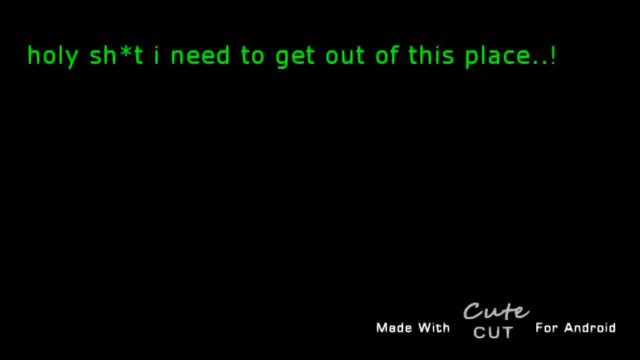 holy sh*t i need to get out of this place..!
Made With Cute CUT For Android